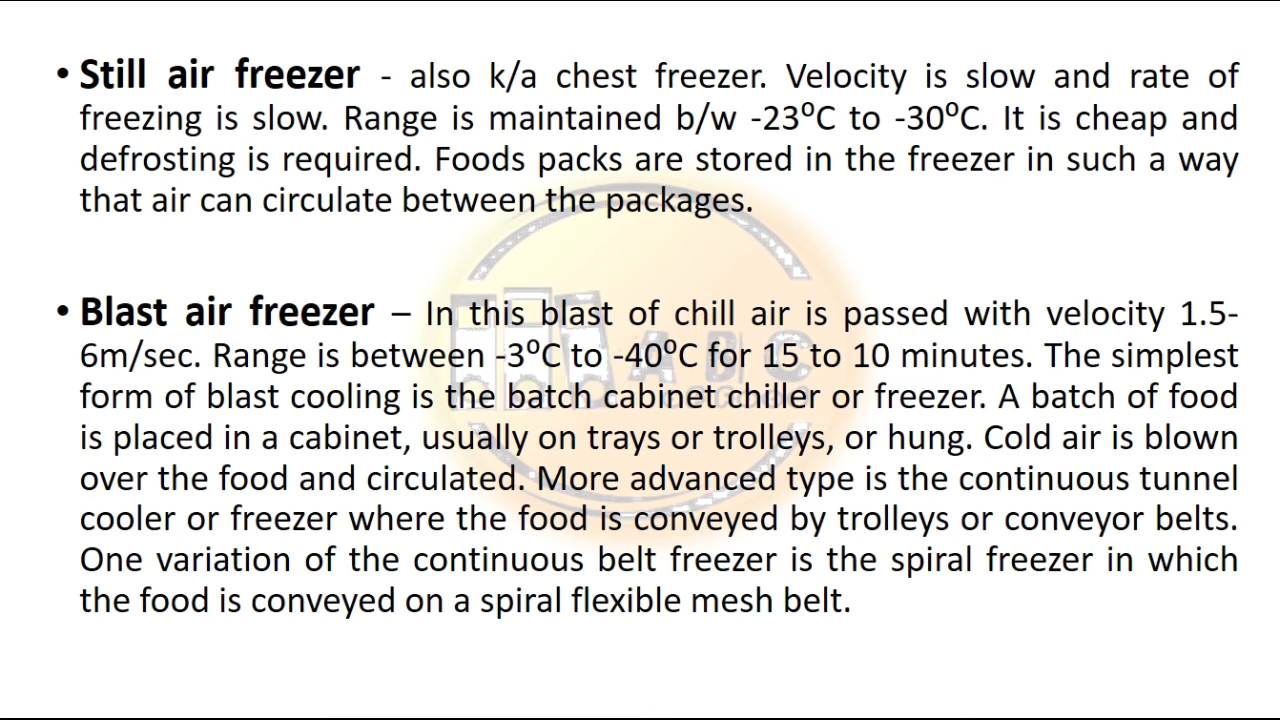 • Still air freezer - also k/a chest freezer. Velocity is slow and rate of
freezing is slow. Range is maintained b/w -23⁰C to -30⁰C. It is cheap and
defrosting is required. Foods packs are stored in the freezer in such a way
that air can circulate between the packages.
• Blast air freezer – In this blast of chill air is passed with velocity 1.5-
6m/sec. Range is between -3⁰C to -40⁰C for 15 to 10 minutes. The simplest
form of blast cooling is the batch cabinet chiller or freezer. A batch of food
is placed in a cabinet, usually on trays or trolleys, or hung. Cold air is blown
over the food and circulated. More advanced type is the continuous tunnel
cooler or freezer where the food is conveyed by trolleys or conveyor belts.
One variation of the continuous belt freezer is the spiral freezer in which
the food is conveyed on a spiral flexible mesh belt.